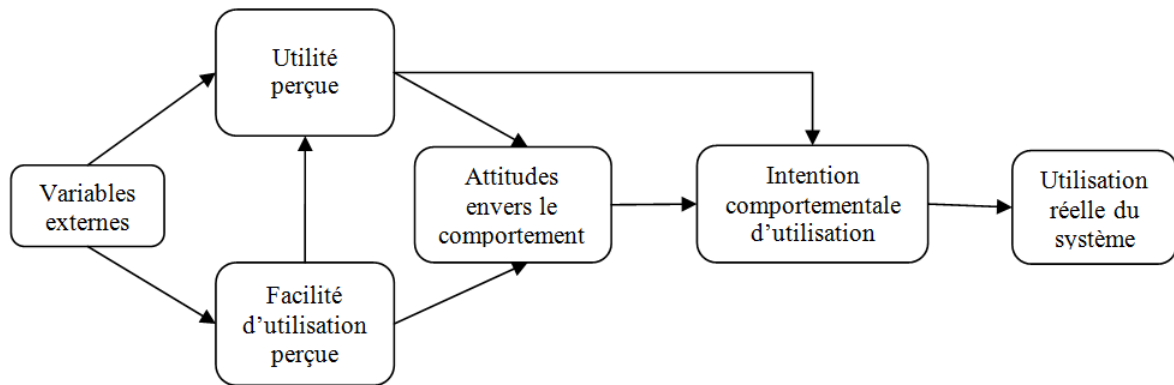 Utilité
perçue
Variables
externes
Attitudes
envers le
comportement
Intention
comportementale
d’utilisation
Utilisation
réelle du
système
Facilité
d’utilisation
perçue